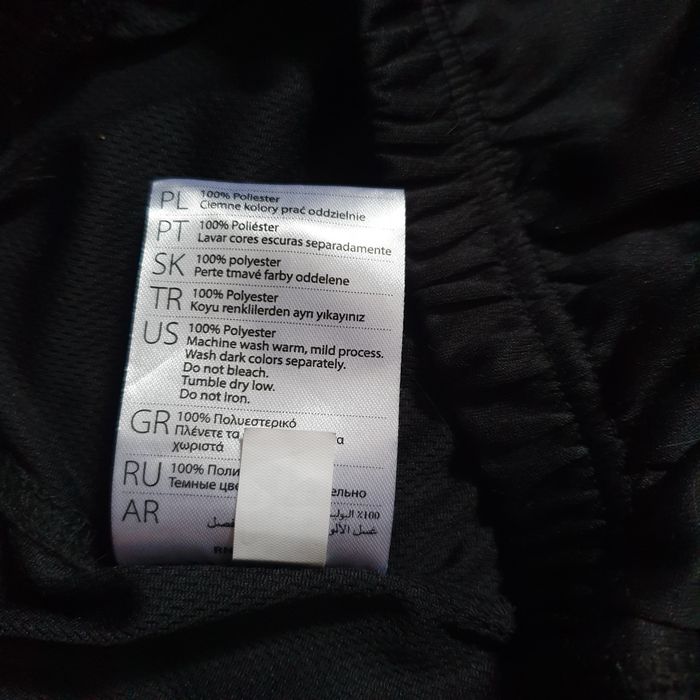 PL 100% Poliester
Ciemne kolory prać oddzielnie
PT 100% Poliéster
Lavar cores escuras separadamente
SK 100% polyester
Perte tmavé farby oddelene
TR 100% Polyester
Koyu renklilerden ayrı yıkayınız
US 100% Polyester
Machine wash warm, mild process.
Wash dark colors separately.
Do not bleach.
Tumble dry low.
Do not iron.
GR 100% Πολυεστερικό
Πλένετε τα
χωριστά
RU 100%
Темные
AR ٪100
غسل